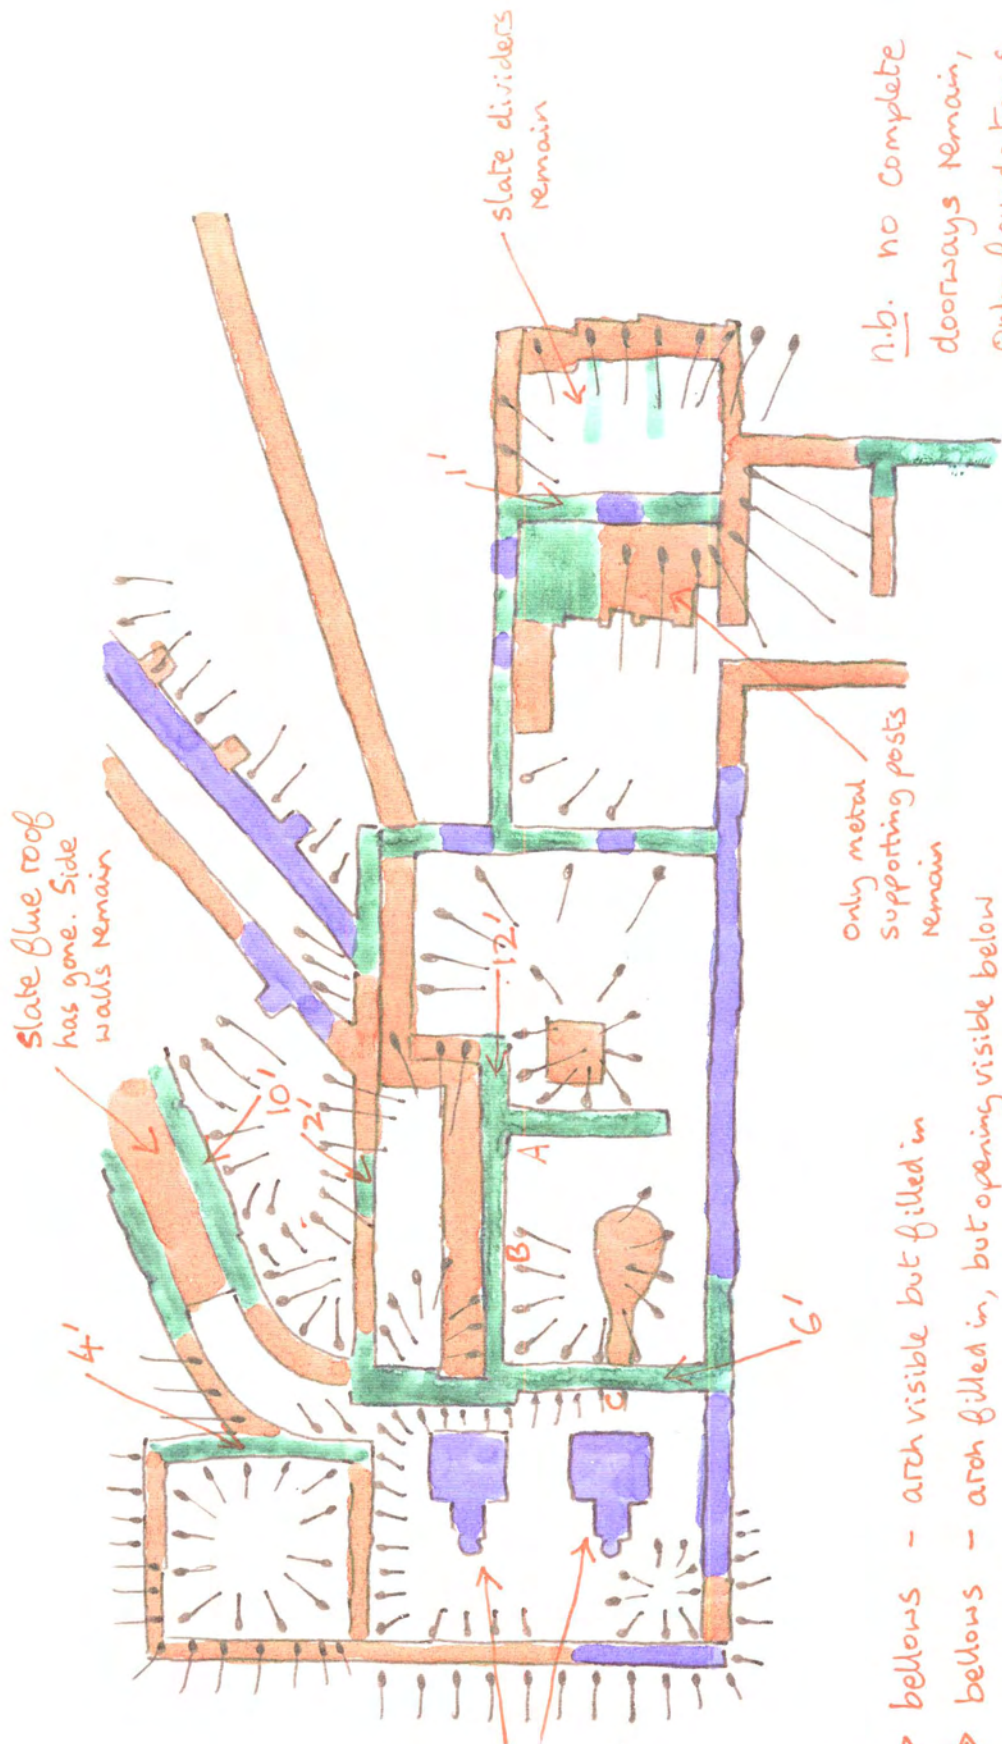 Slate Blue roof
has gone. Side
walls remain
slate dividers
remain
4'
10'
2'
1'
12'
A
B
C
6'
Only metal
supporting posts
remain
n.b. no complete
doorways remain,
bellows - arch visible but filled in
bellows - arch filled in, but opening visible below